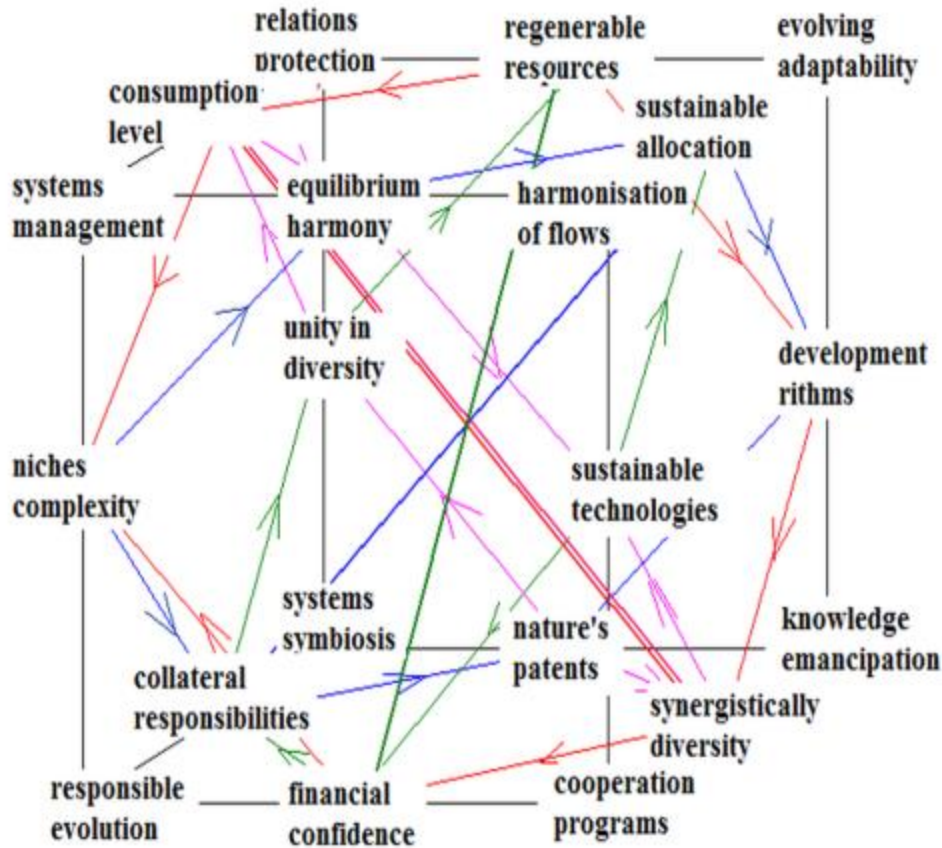 relations
protection
regenerable
resources
evolving
adaptability
consumption
level
sustainable
allocation
systems
management
equilibrium
harmony
harmonisation
of flows
unity in
diversity
development
rithms
niches
complexity
sustainable
technologies
systems
symbiosis
nature's
patents
knowledge
emancipation
collateral
responsibilities
synergistically
diversity
responsible
evolution
financial
confidence
cooperation
programs